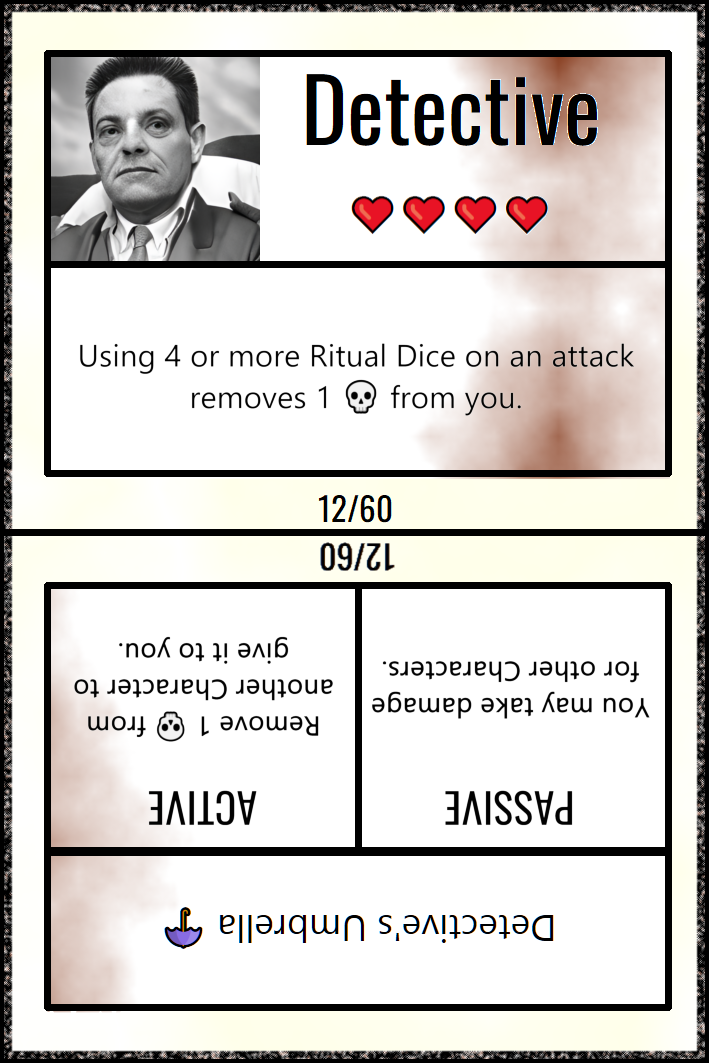 Detective
❤️❤️❤️❤️
Using 4 or more Ritual Dice on an attack
removes 1 💀 from you.
12/60
12/60
Detective's Umbrella ☂️
PASSIVE
You may take damage
for other Characters.
ACTIVE
Remove 1 💀 from
another Character to
give it to you.